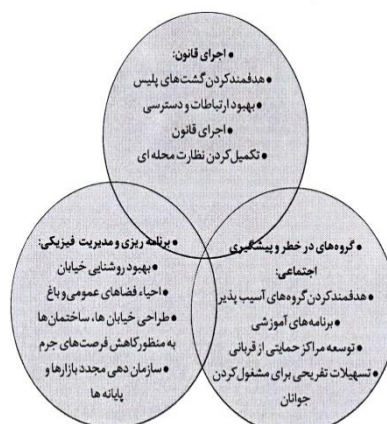 • اجرای قانون:
• هدفمندکردن گشت‌های پلیس
• بهبود ارتباطات و دسترسی
• اجرای قانون
• تکمیل‌کردن نظارت محله ای
• گروه‌های در خطر و پیشگیری
اجتماعی:
• هدفمندکردن گروه‌های آسیب پذیر
• برنامه‌های آموزشی
• توسعه مراکز حمایتی از قربانی
• تسهیلات تفریحی برای مشغول‌کردن
جوانان
• برنامه ریزی و مدیریت فیزیکی:
• بهبود روشنایی خیابان
• احیاء فضاهای عمومی و باغ
• طراحی خیابان ها، ساختمان‌ها
به منظور کاهش فرصت‌های جرم
• سازمان دهی مجدد بازارها و
پایانه ها